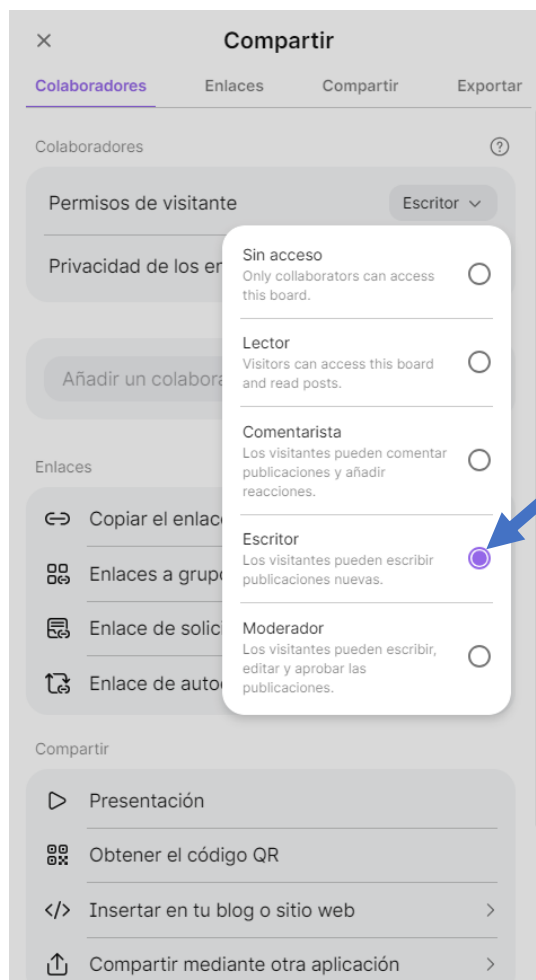 Compartir
Colaboradores Enlaces Compartir Exportar
Colaboradores
Permisos de visitante Escritor
Privacidad de los er
Sin acceso
Only collaborators can access
this board.
Lector
Visitors can access this board
and read posts.
Comentarista
Los visitantes pueden comentar
publicaciones y añadir
reacciones.
Escritor
Los visitantes pueden escribir
publicaciones nuevas.
Moderador
Los visitantes pueden escribir,
editar y aprobar las
publicaciones.
Añadir un colabora
Enlaces
Copiar el enlac
Enlaces a grup
Enlace de solic
Enlace de auto
Compartir
Presentación
Obtener el código QR
Insertar en tu blog o sitio web
Compartir mediante otra aplicación